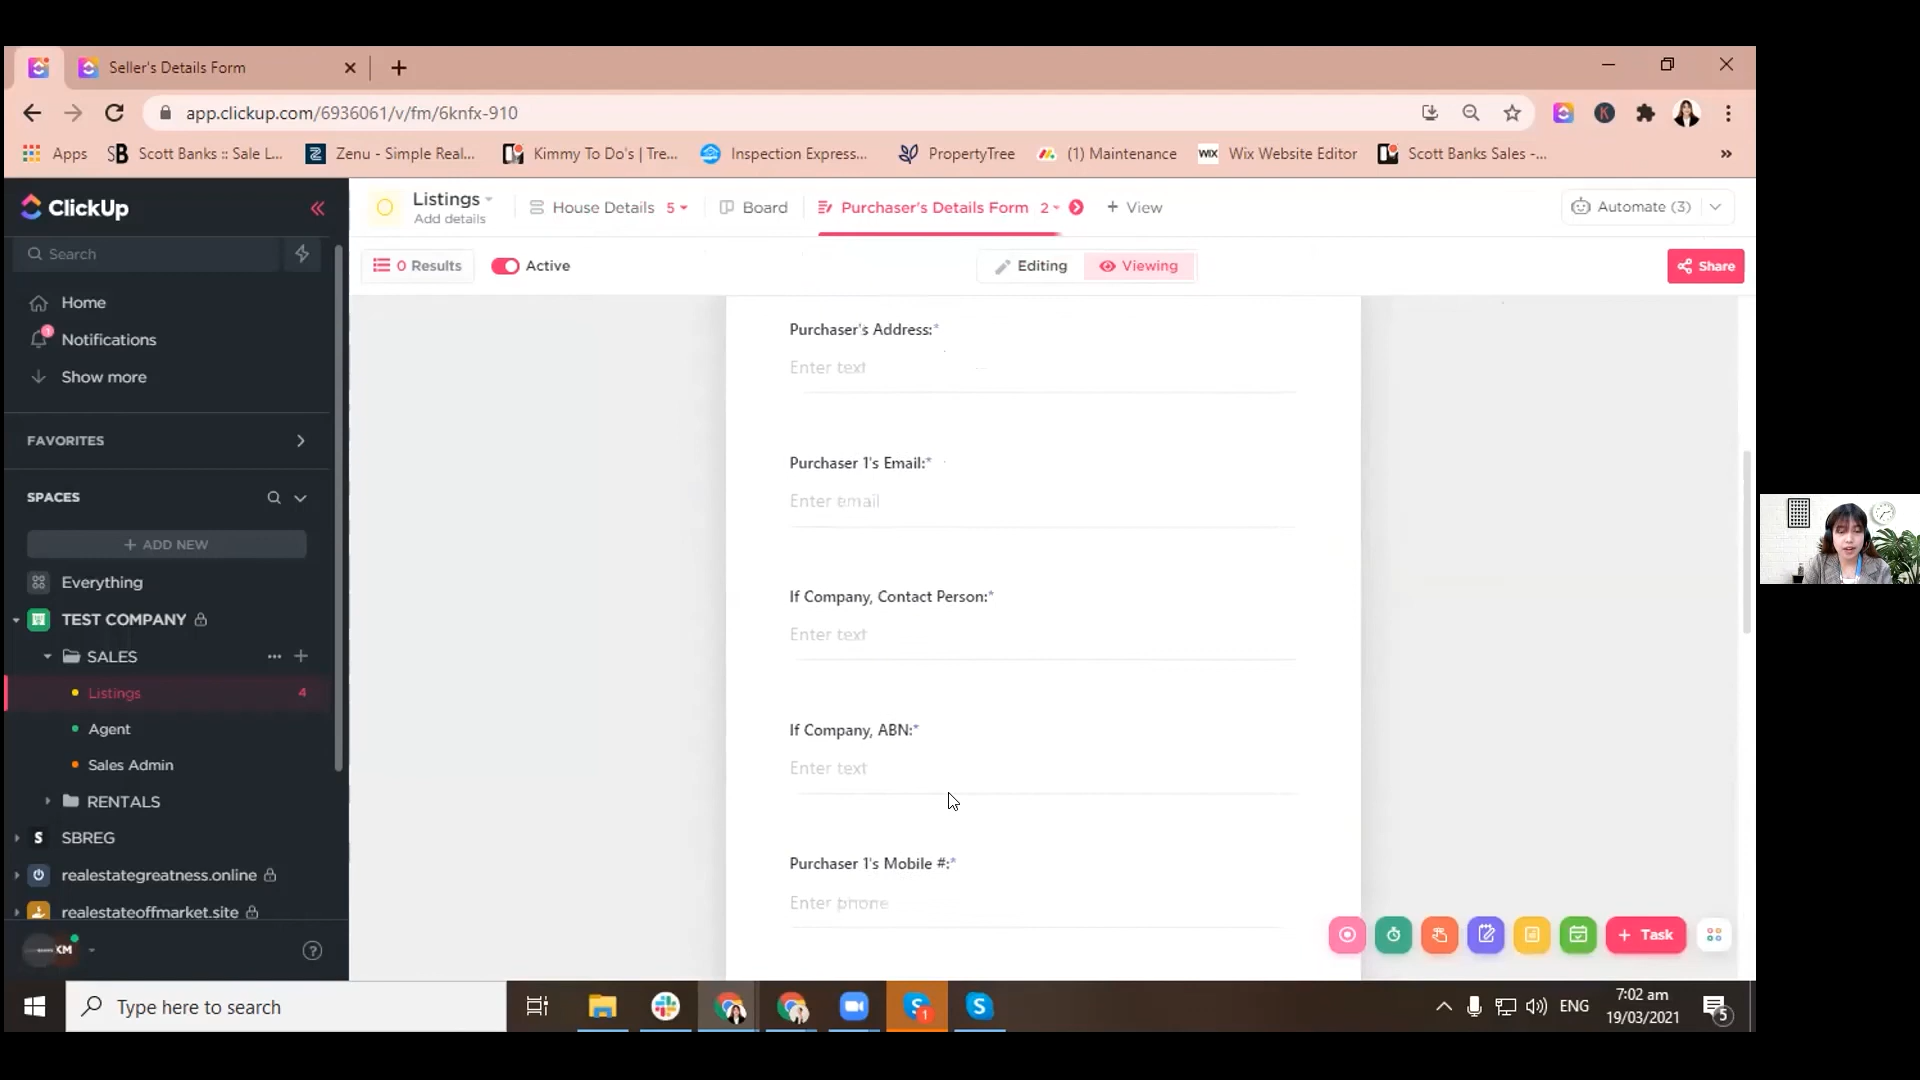 Seller's Details Form
app.clickup.com/6936061/v/fm/6knfx-910
Apps
SB Scott Banks :: Sale L...
Z Zenu - Simple Real...
Kimmy To Do's | Tre...
Inspection Express...
PropertyTree
(1) Maintenance
WIX Wix Website Editor
Scott Banks Sales -...
»
K
ClickUp
Search
Home
Notifications
1
Show more
FAVORITES
SPACES
+ ADD NEW
Everything
TEST COMPANY
SALES
Listings 4
Agent
Sales Admin
RENTALS
S SBREG
realestategreatness.online
realestateoffmarket.site
KM
Listings
Add details
House Details 5
Board
Purchaser's Details Form 2
+ View
Automate (3)
0 Results
Active
Editing
Viewing
Share
Purchaser's Address:*
Enter text
Purchaser 1's Email:*
Enter email
If Company, Contact Person:*
Enter text
If Company, ABN:*
Enter text
Purchaser 1's Mobile #:*
Enter phone
+ Task
Type here to search
S 1
S
ENG
7:02 am
19/03/2021
5